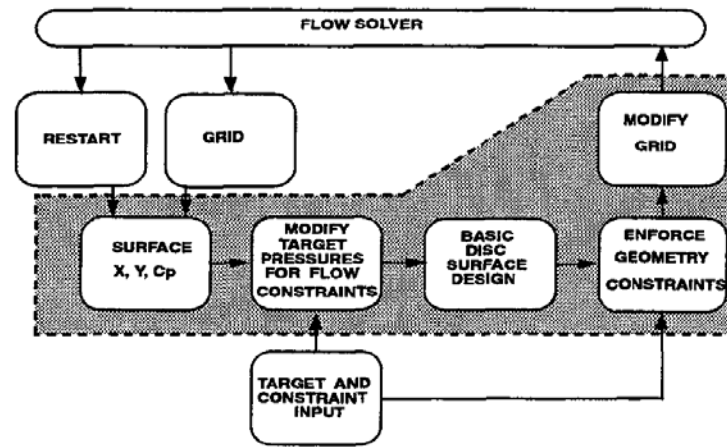 FLOW SOLVER
RESTART
GRID
MODIFY
GRID
SURFACE
X, Y, Cp
MODIFY
TARGET
PRESSURES
FOR FLOW
CONSTRAINTS
BASIC
DISC
SURFACE
DESIGN
ENFORCE
GEOMETRY
CONSTRAINTS
TARGET AND
CONSTRAINT
INPUT